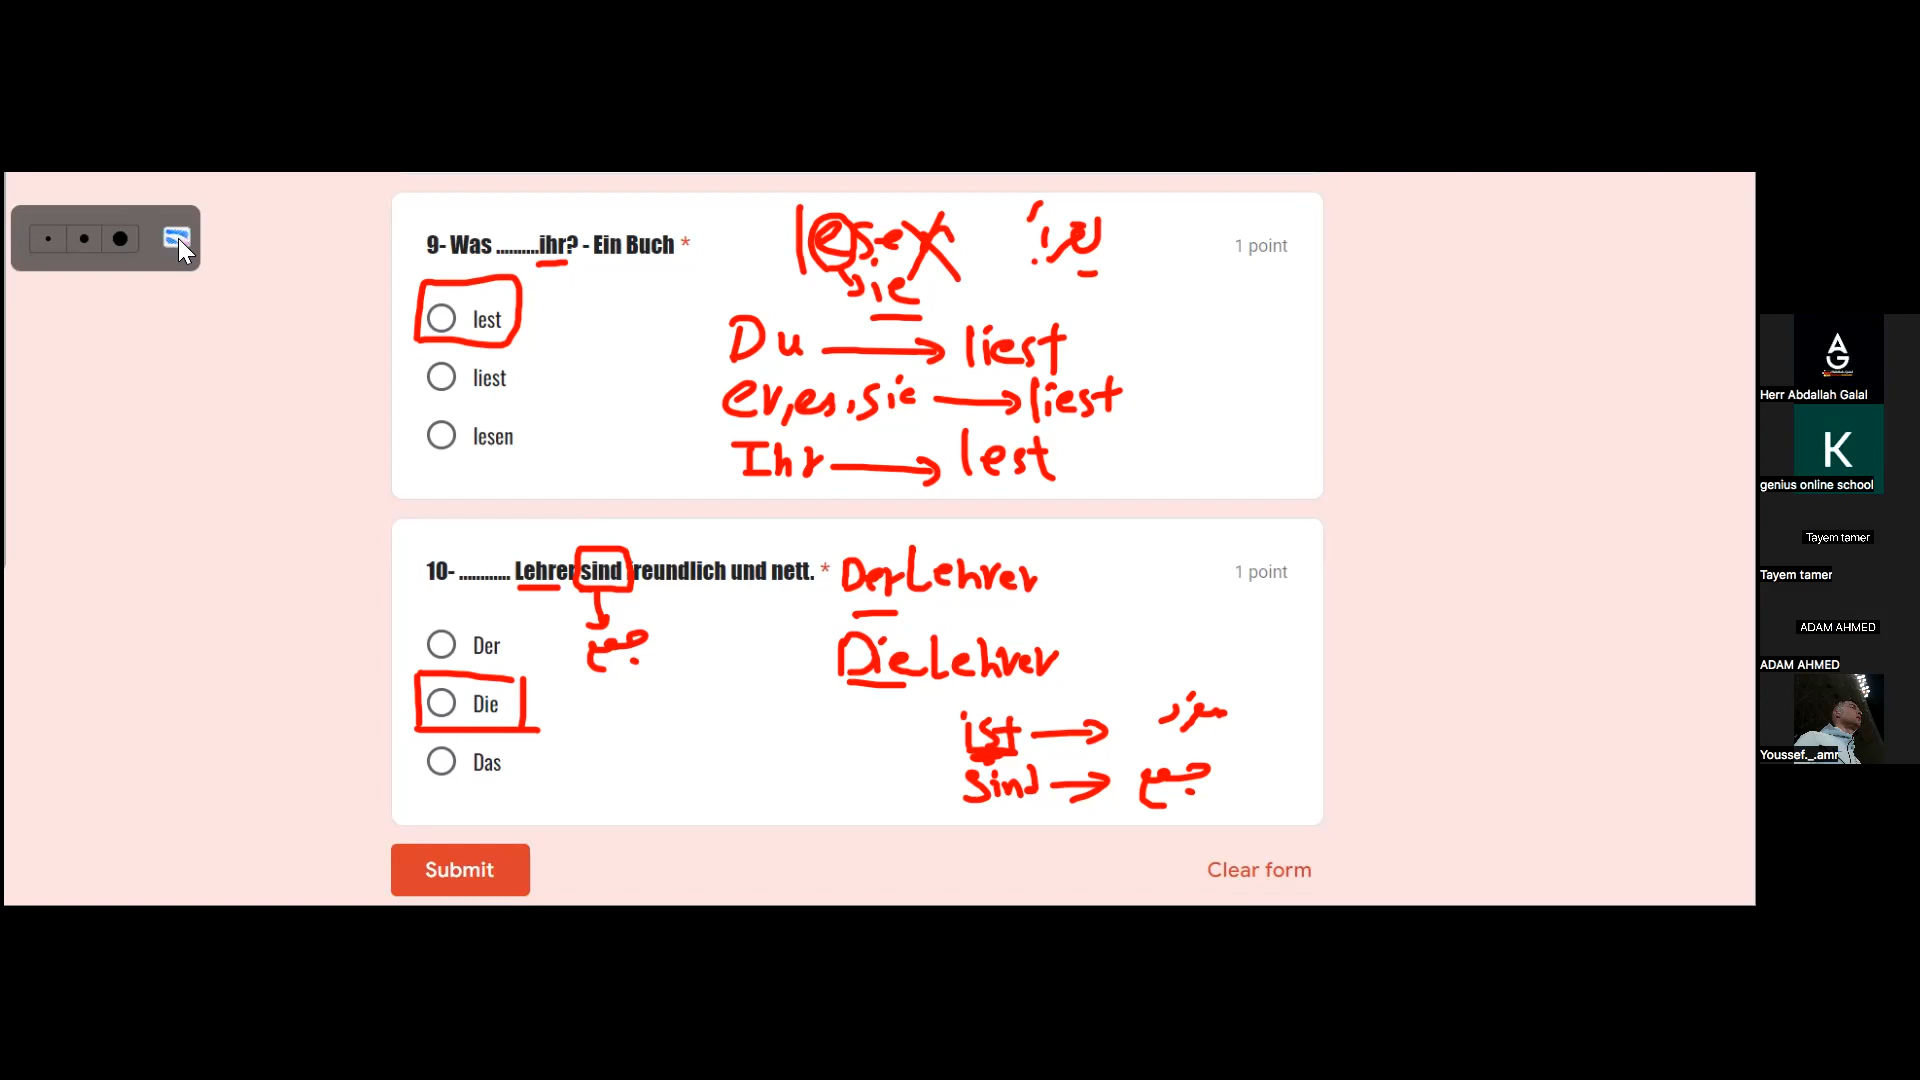 9- Was .........ihr? - Ein Buch *
1 point
lest
liest
lesen
lesen
يقرأ
ie
Du → liest
er, es, sie → liest
Ihr → lest
10- ............ Lehrer sind freundlich und nett. *
1 point
جمع
Der
Die
Das
Der Lehrer
Die Lehrer
ist → مفرد
sind → جمع
Submit
Clear form
AG
Herr Abdallah Galal
K
genius online school
Tayem tamer
Tayem tamer
ADAM AHMED
ADAM AHMED
Youssef._.amr